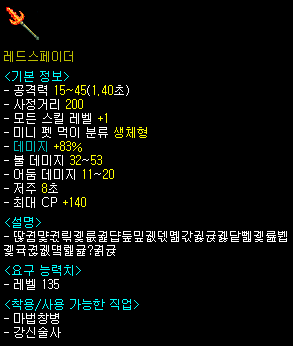 레드스페이더
<기본 정보>
- 공격력 15~45(1.40초)
- 사정거리 200
- 모든 스킬 레벨 +1
- 미니 펫 먹이 분류 생체형
- 데미지 +83%
- 불 데미지 32~53
- 어둠 데미지 11~20
- 저주 8초
- 최대 CP +140
<설명>
<요구 능력치>
- 레벨 135
<착용/사용 가능한 직업>
- 마법창병
- 강신술사